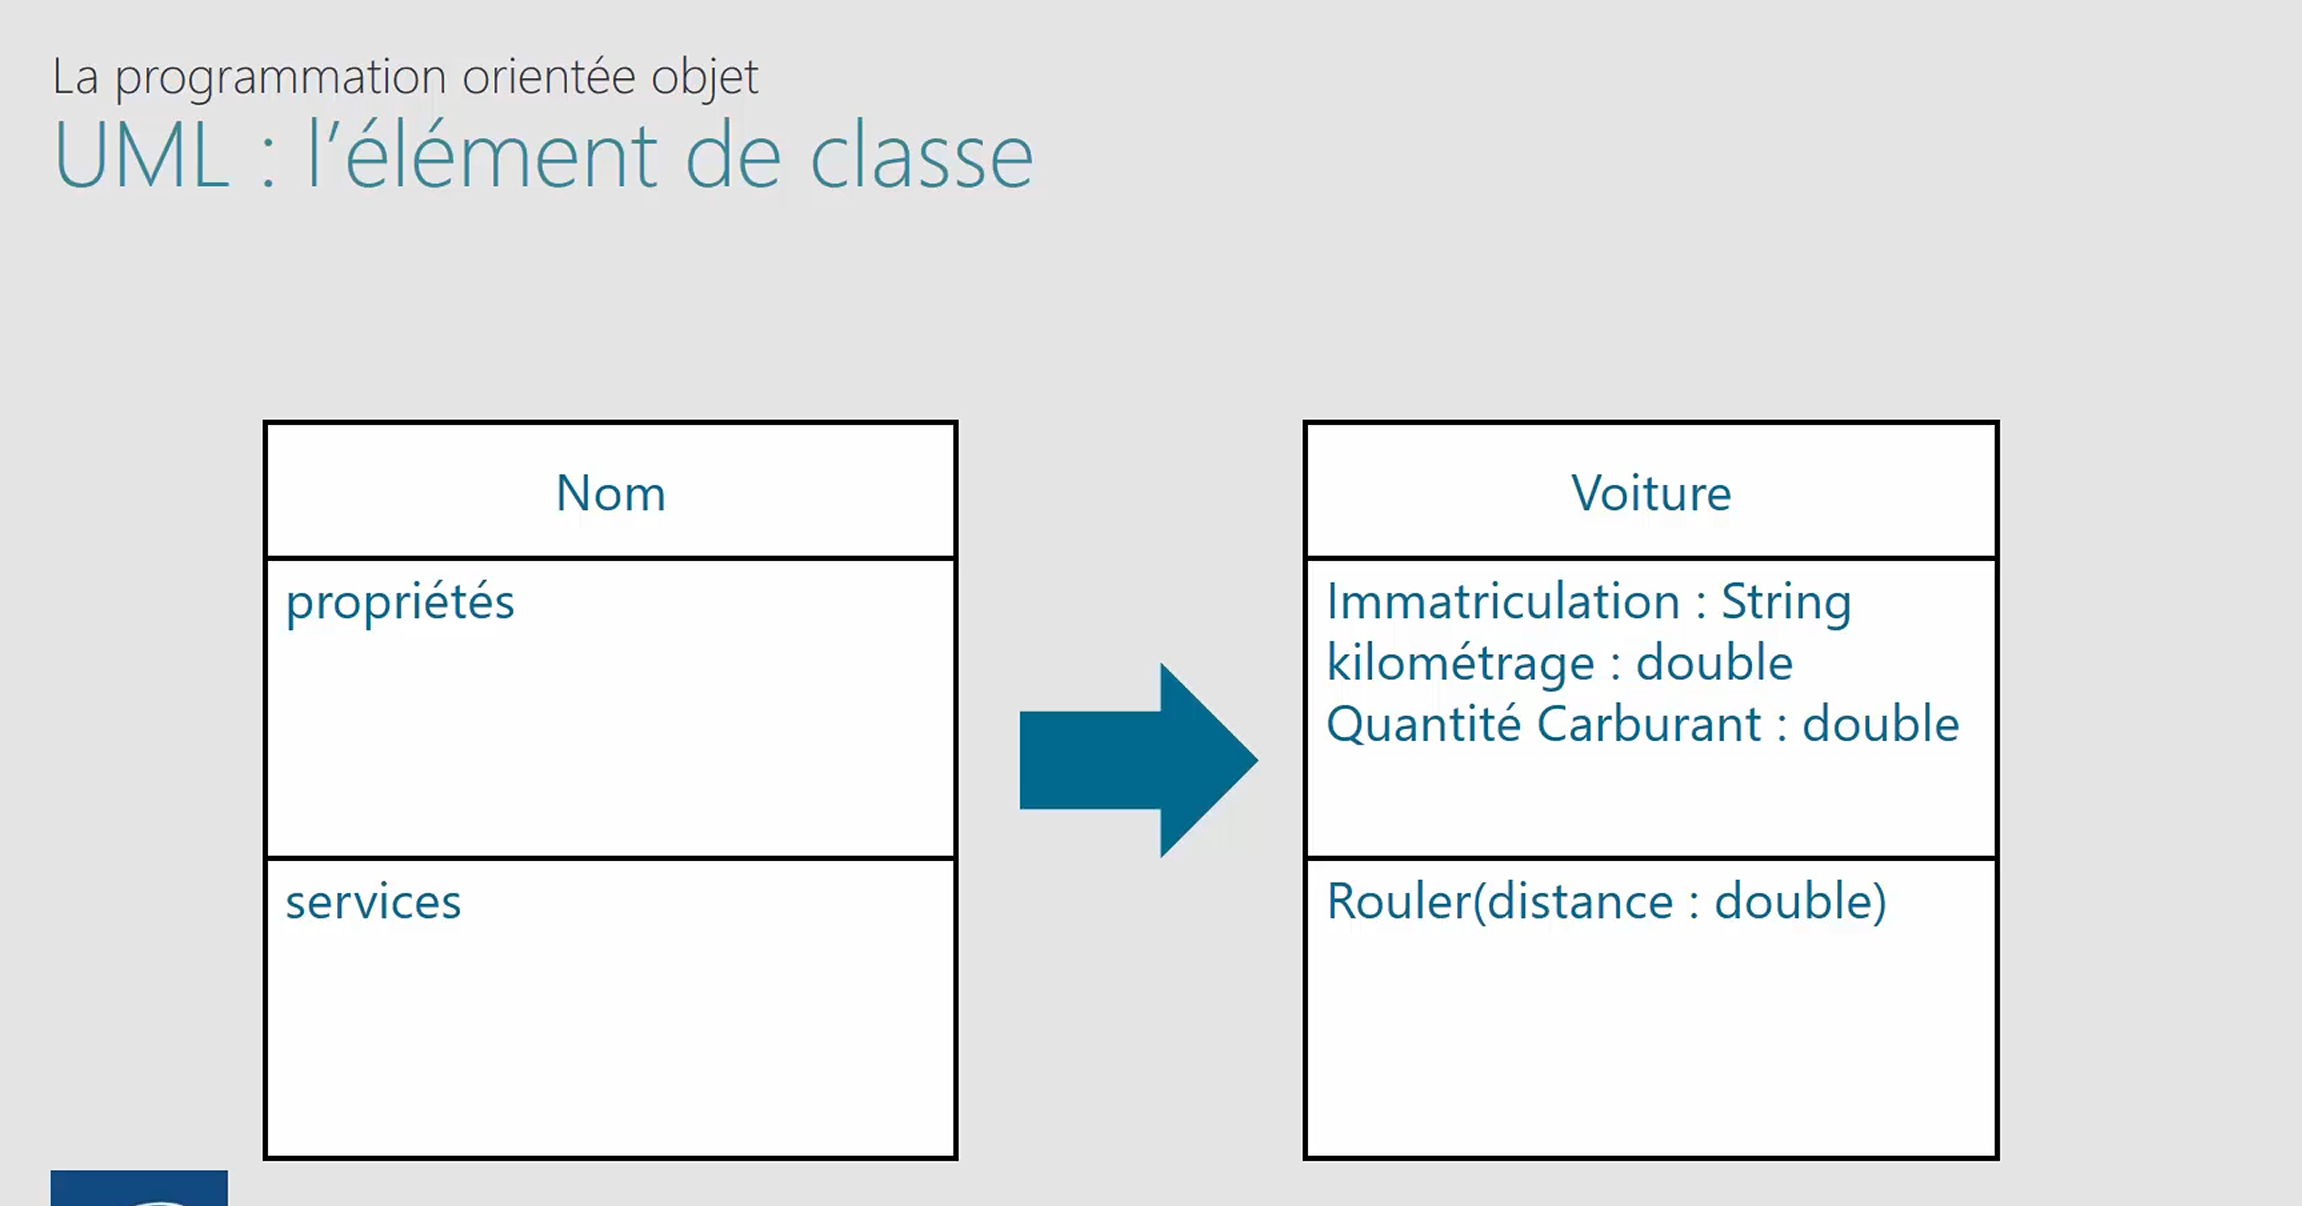 La programmation orientée objet
UML : l’élément de classe
Nom
propriétés
services
Voiture
Immatriculation : String
kilométrage : double
Quantité Carburant : double
Rouler(distance : double)